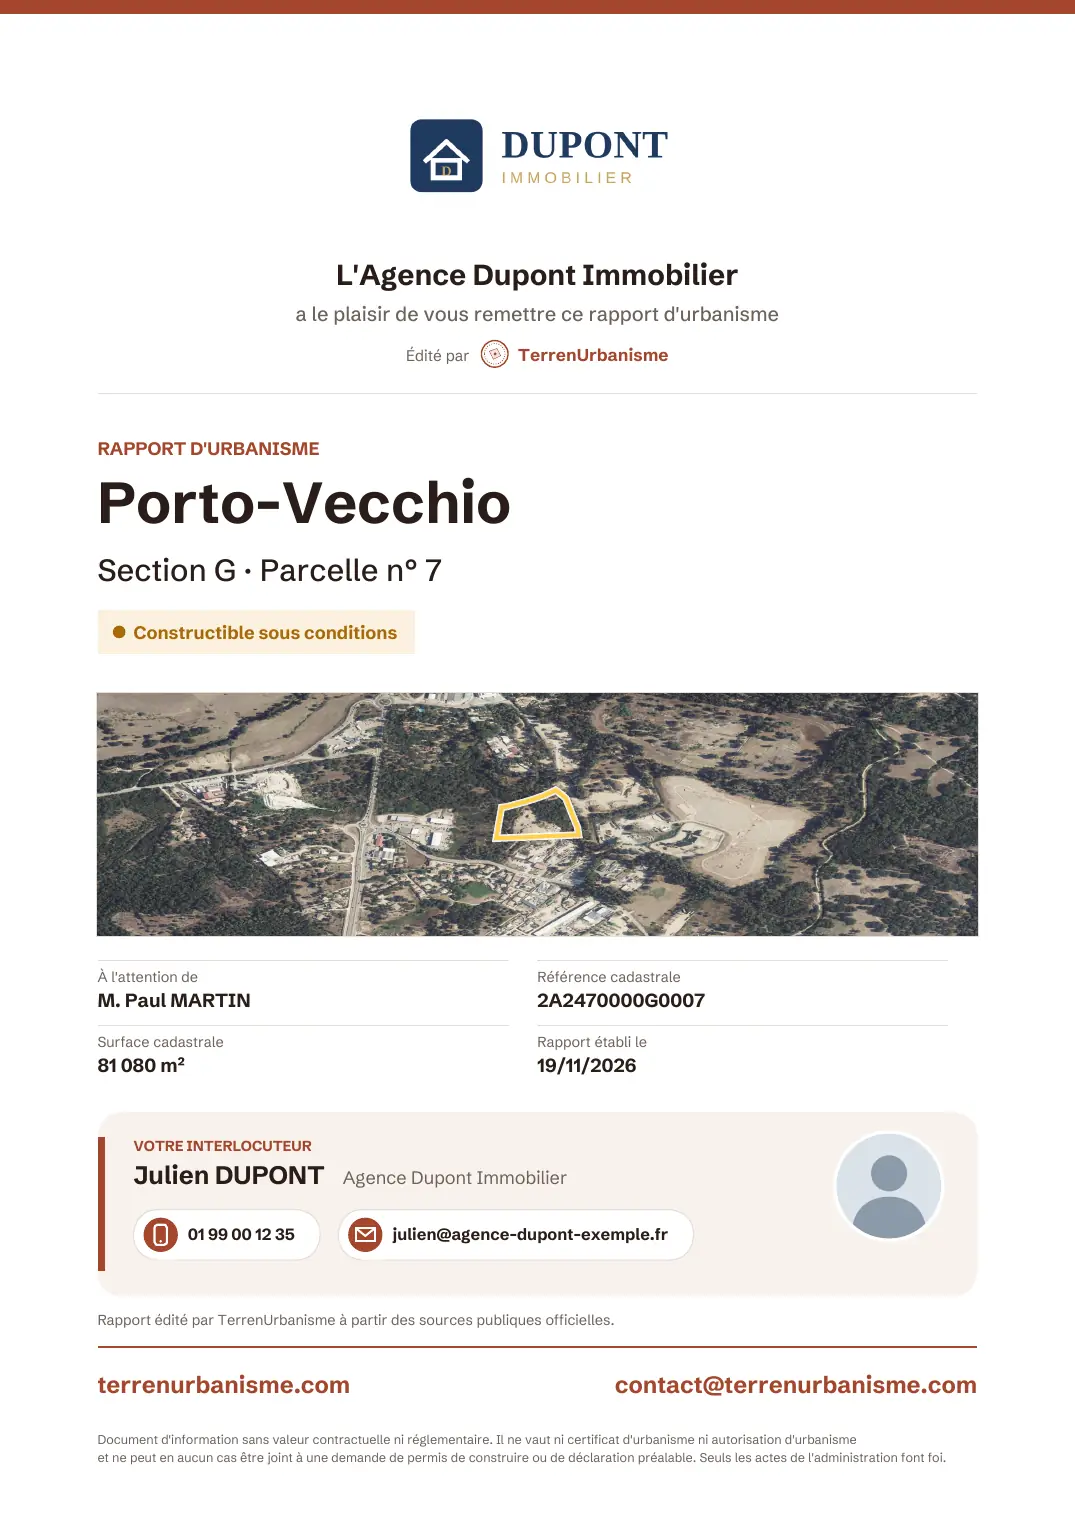 DUPONT
IMMOBILIER
D
L'Agence Dupont Immobilier
a le plaisir de vous remettre ce rapport d'urbanisme
Édité par TerrenUrbanisme
RAPPORT D'URBANISME
Porto-Vecchio
Section G · Parcelle n° 7
Constructible sous conditions
À l'attention de
M. Paul MARTIN
Référence cadastrale
2A2470000G0007
Surface cadastrale
81 080 m²
Rapport établi le
19/11/2026
VOTRE INTERLOCUTEUR
Julien DUPONT Agence Dupont Immobilier
01 99 00 12 35
julien@agence-dupont-exemple.fr
Rapport édité par TerrenUrbanisme à partir des sources publiques officielles.
terrenurbanisme.com
contact@terrenurbanisme.com
Document d'information sans valeur contractuelle ni réglementaire. Il ne vaut ni certificat d'urbanisme ni autorisation d'urbanisme
et ne peut en aucun cas être joint à une demande de permis de construire ou de déclaration préalable. Seuls les actes de l'administration font foi.